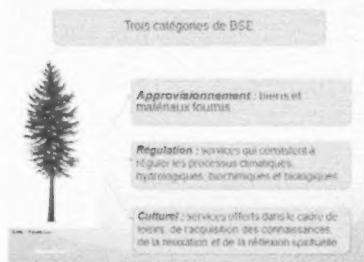 Trois catégories de BSE
Approvisionnement : biens et
matériaux fournis
Régulation : services qui consistent à
réguler les processus climatiques,
hydrologiques, biochimiques et biologiques
Culturel : services offerts dans le cadre de
loisirs, de l'acquisition des connaissances,
de la relaxation et de la réflexion spirituelle